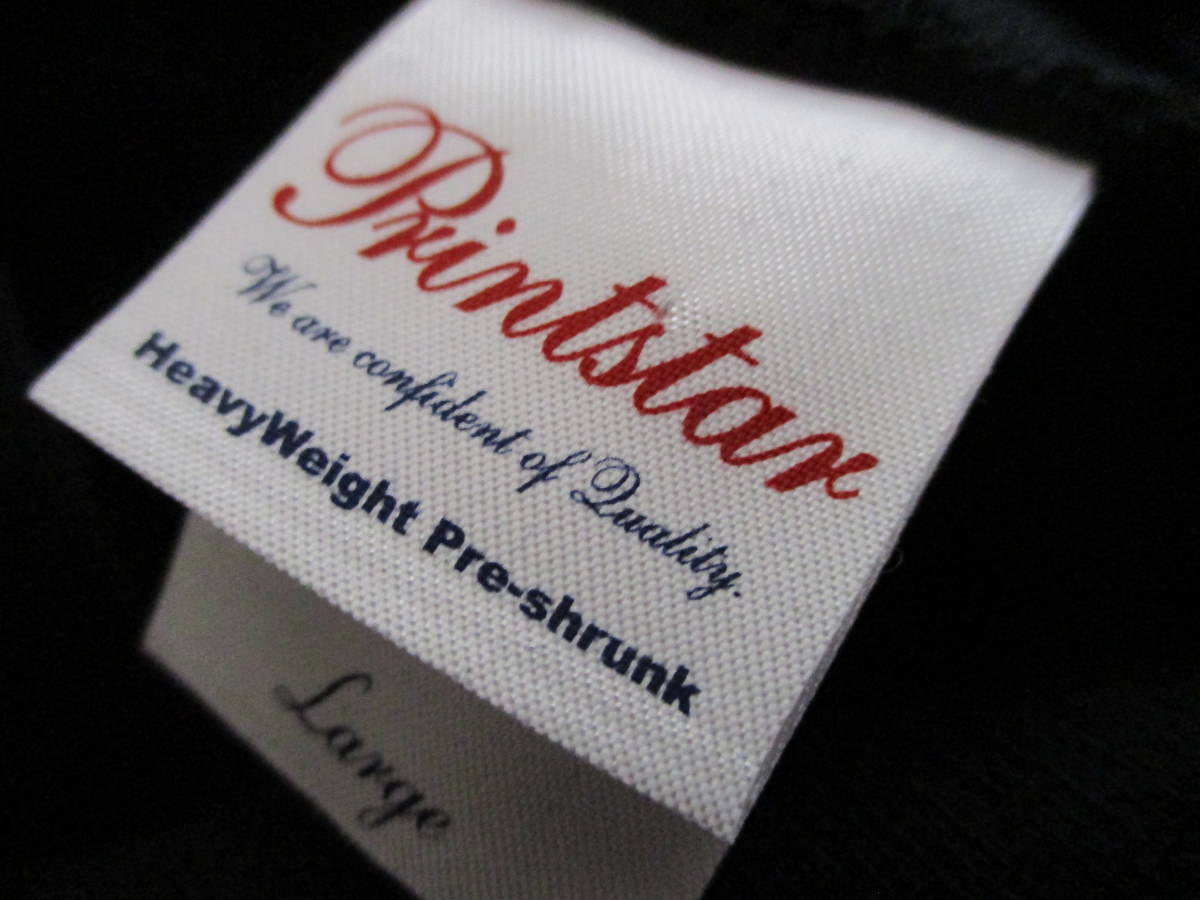 Printstar
We are confident of Quality.
HeavyWeight Pre-shrunk
Large